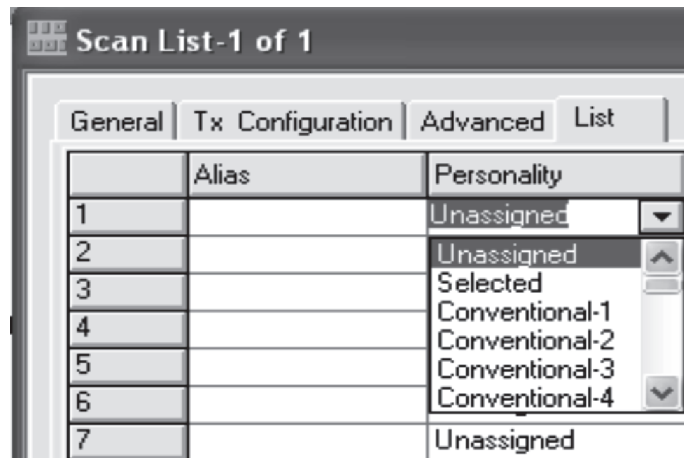 Scan List-1 of 1
General Tx Configuration Advanced List
Alias Personality
1 Unassigned
2 Unassigned
3 Selected
Conventional-1
4 Conventional-2
5 Conventional-3
6 Conventional-4
7 Unassigned